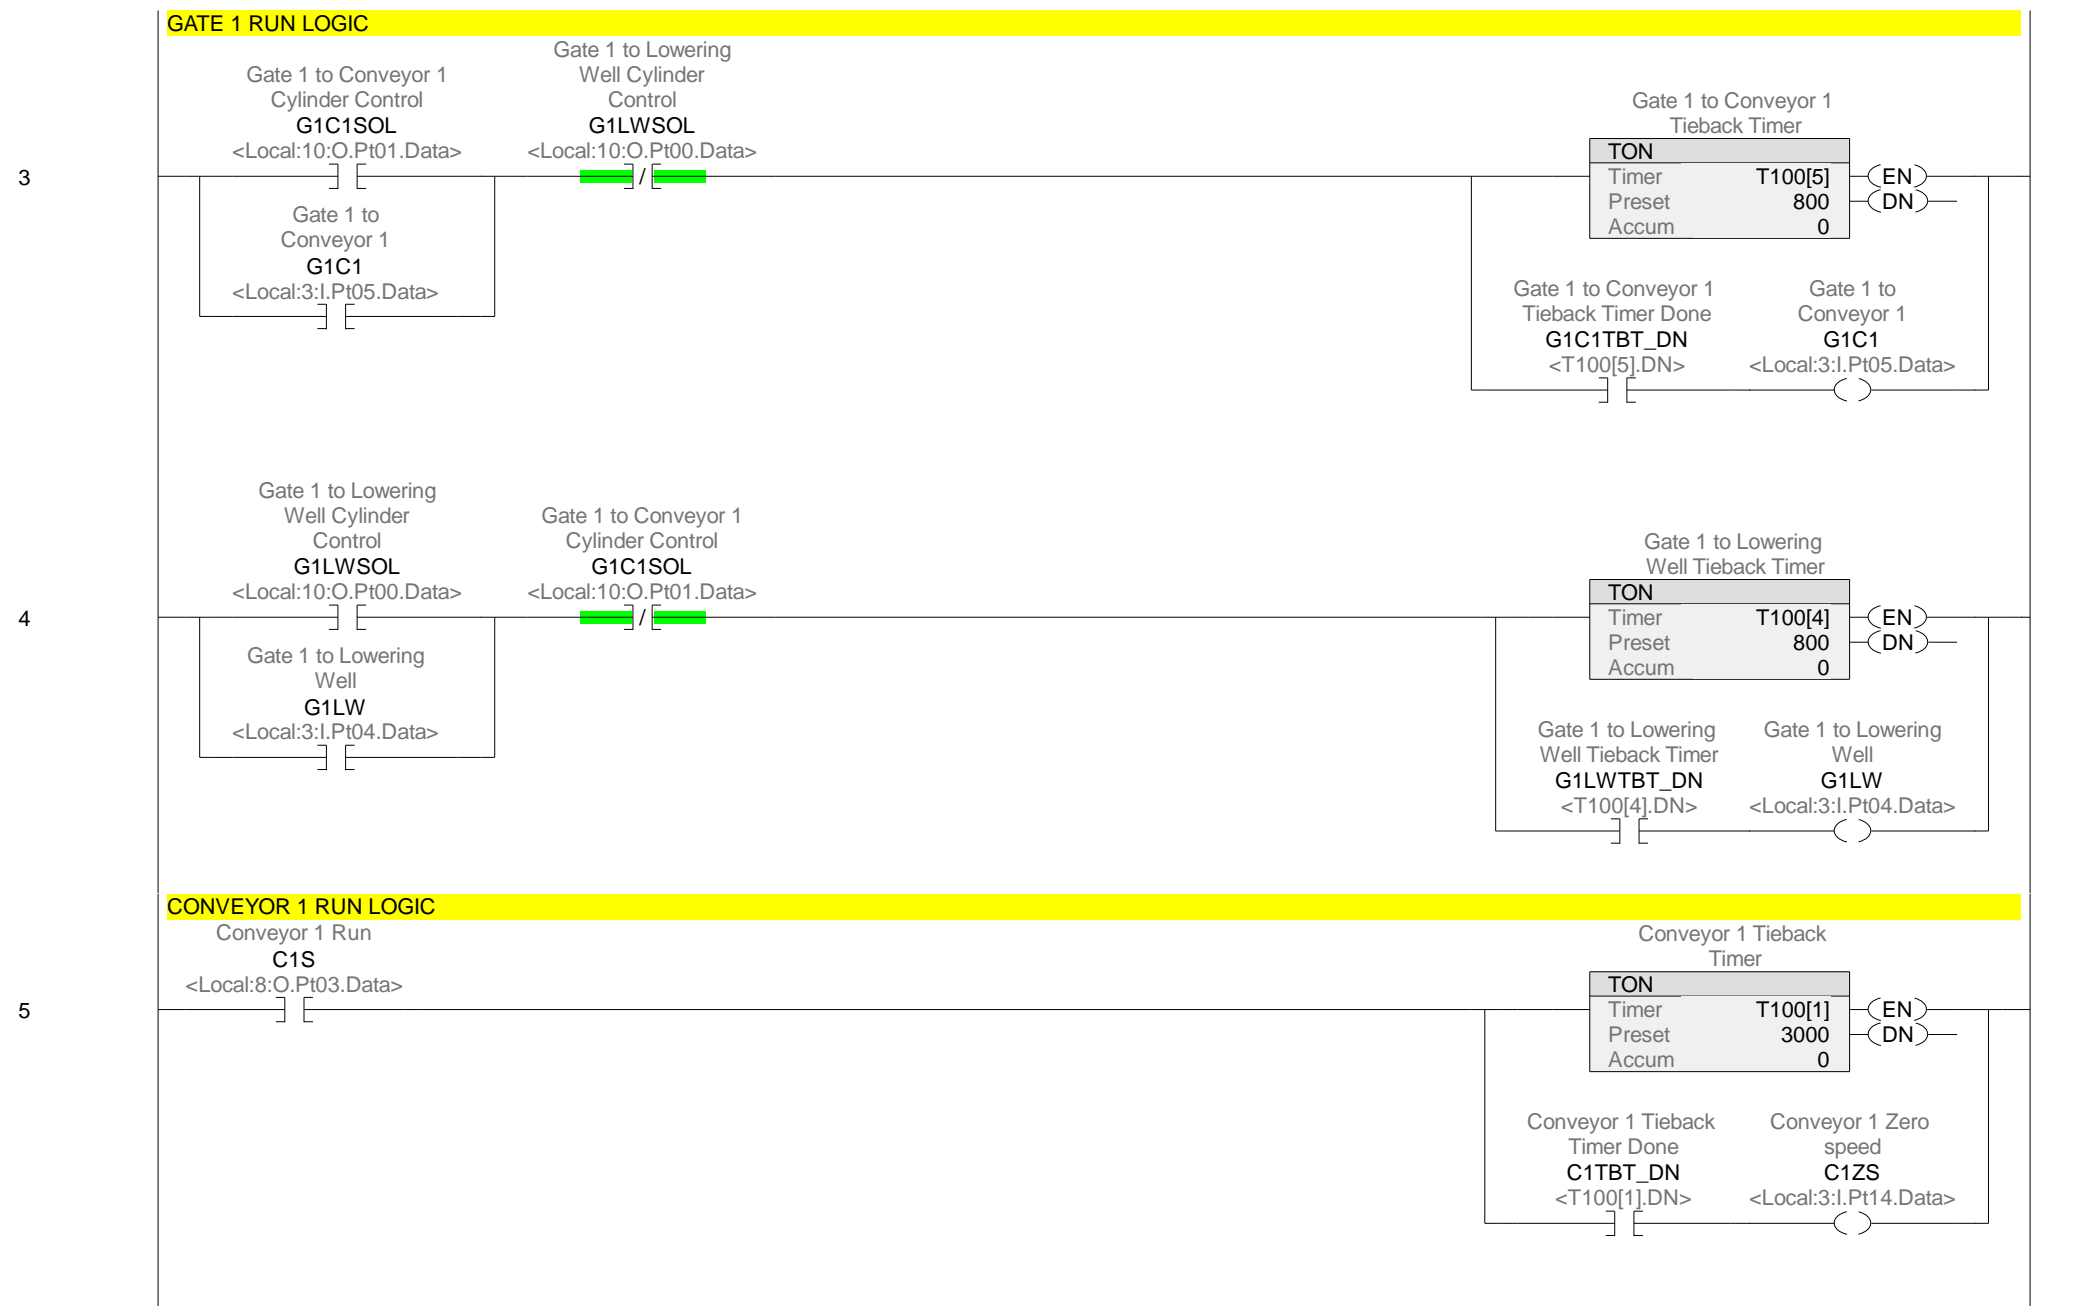 GATE 1 RUN LOGIC
Gate 1 to Conveyor 1
Cylinder Control
G1C1SOL
<Local:10:O.Pt01.Data>
Gate 1 to Lowering
Well Cylinder
Control
G1LWSOL
<Local:10:O.Pt00.Data>
/
Gate 1 to Conveyor 1
Tieback Timer
TON
Timer T100[5]
Preset 800
Accum 0
EN
DN
3
Gate 1 to
Conveyor 1
G1C1
<Local:3:I.Pt05.Data>
Gate 1 to Conveyor 1
Tieback Timer Done
G1C1TBT_DN
<T100[5].DN>
Gate 1 to
Conveyor 1
G1C1
<Local:3:I.Pt05.Data>
Gate 1 to Lowering
Well Cylinder
Control
G1LWSOL
<Local:10:O.Pt00.Data>
Gate 1 to Conveyor 1
Cylinder Control
G1C1SOL
<Local:10:O.Pt01.Data>
/
Gate 1 to Lowering
Well Tieback Timer
TON
Timer T100[4]
Preset 800
Accum 0
EN
DN
4
Gate 1 to Lowering
Well
G1LW
<Local:3:I.Pt04.Data>
Gate 1 to Lowering
Well Tieback Timer
G1LWTBT_DN
<T100[4].DN>
Gate 1 to Lowering
Well
G1LW
<Local:3:I.Pt04.Data>
CONVEYOR 1 RUN LOGIC
Conveyor 1 Run
C1S
<Local:8:O.Pt03.Data>
Conveyor 1 Tieback
Timer
TON
Timer T100[1]
Preset 3000
Accum 0
EN
DN
5
Conveyor 1 Tieback
Timer Done
C1TBT_DN
<T100[1].DN>
Conveyor 1 Zero
speed
C1ZS
<Local:3:I.Pt14.Data>